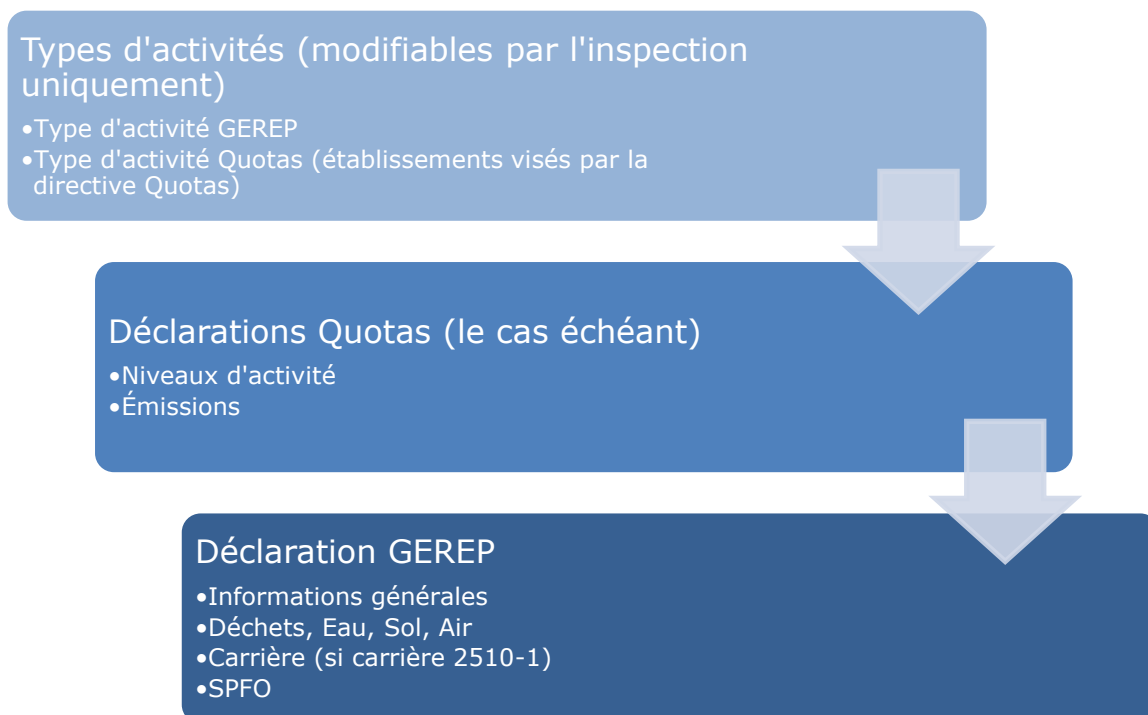 Types d'activités (modifiables par l'inspection
uniquement)
•Type d'activité GEREP
•Type d'activité Quotas (établissements visés par la
directive Quotas)
Déclarations Quotas (le cas échéant)
•Niveaux d'activité
•Émissions
Déclaration GEREP
•Informations générales
•Déchets, Eau, Sol, Air
•Carrière (si carrière 2510-1)
•SPFO